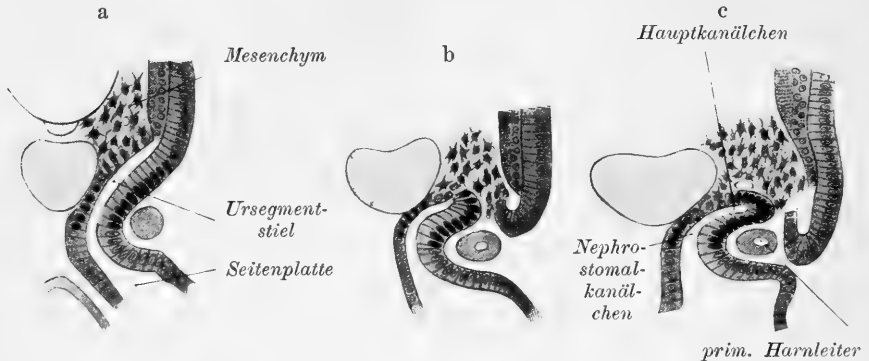 a
Mesenchym
Ursegment-
stiel
Seitenplatte
b
c
Hauptkanälchen
Nephro-
stomal-
kanäl-
chen
prim. Harnleiter